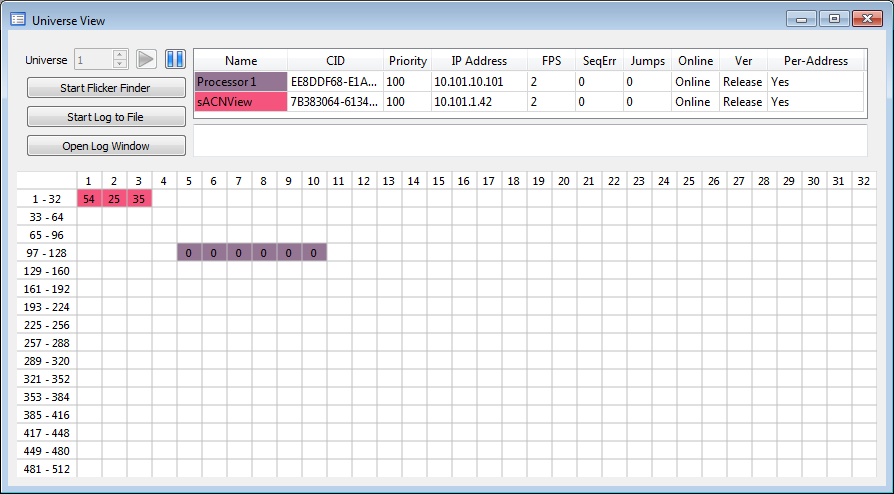 Universe View
Universe 1
Start Flicker Finder
Start Log to File
Open Log Window
Name CID Priority IP Address FPS SeqErr Jumps Online Ver Per-Address
Processor 1 EE8DDF68-E1A... 100 10.101.10.101 2 0 0 Online Release Yes
sACNView 7B383064-6134... 100 10.101.1.42 2 0 0 Online Release Yes
1 2 3 4 5 6 7 8 9 10 11 12 13 14 15 16 17 18 19 20 21 22 23 24 25 26 27 28 29 30 31 32
1 - 32 54 25 35
33 - 64
65 - 96
97 - 128 0 0 0 0 0 0
129 - 160
161 - 192
193 - 224
225 - 256
257 - 288
289 - 320
321 - 352
353 - 384
385 - 416
417 - 448
449 - 480
481 - 512